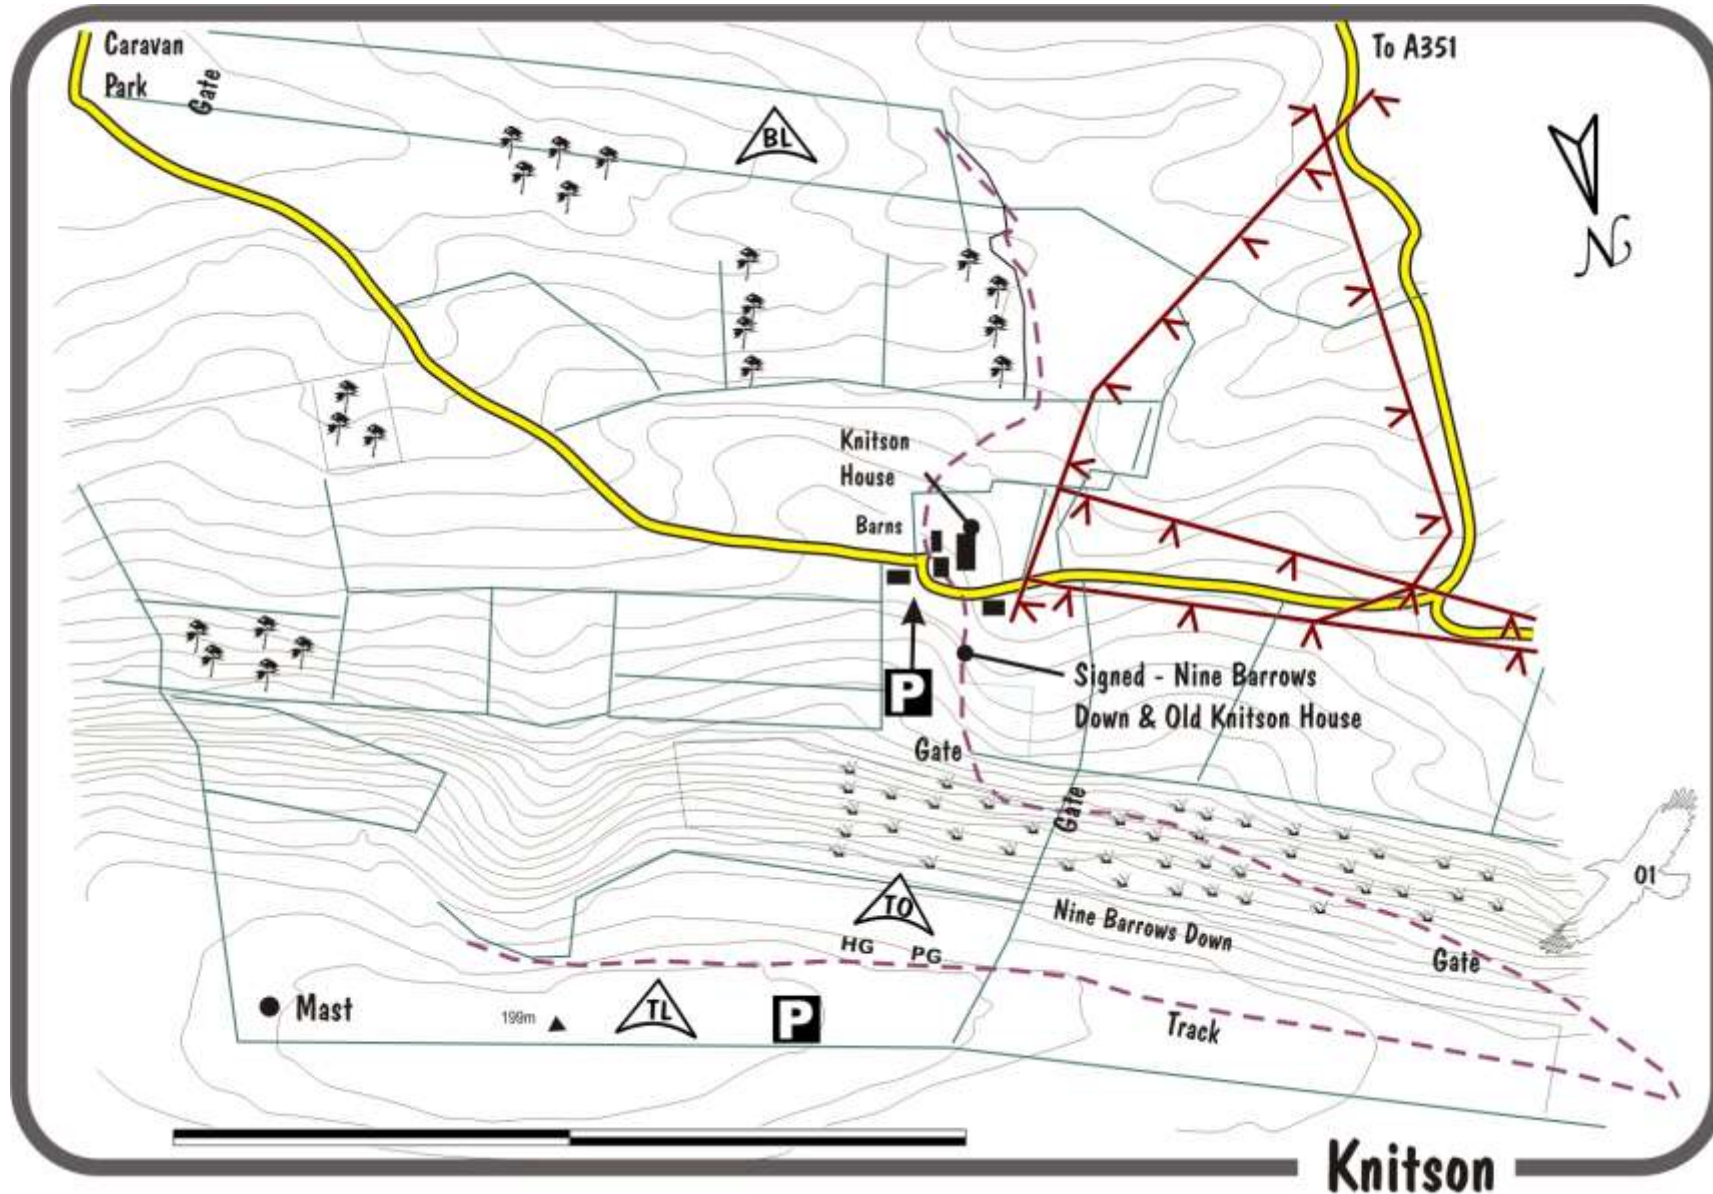 Caravan
Park
Gate
BL
To A351
N
Knitson
House
Barns
P
Signed - Nine Barrows
Down & Old Knitson House
Gate
Gate
01
TO
HG PG
Nine Barrows Down
Gate
Mast
199m
TL
P
Track
Knitson